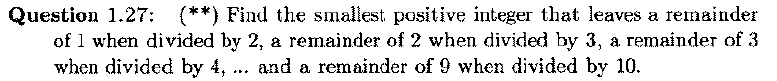 Question 1.27: (**) Find the smallest positive integer that leaves a remainder
of 1 when divided by 2, a remainder of 2 when divided by 3, a remainder of 3
when divided by 4, ... and a remainder of 9 when divided by 10.